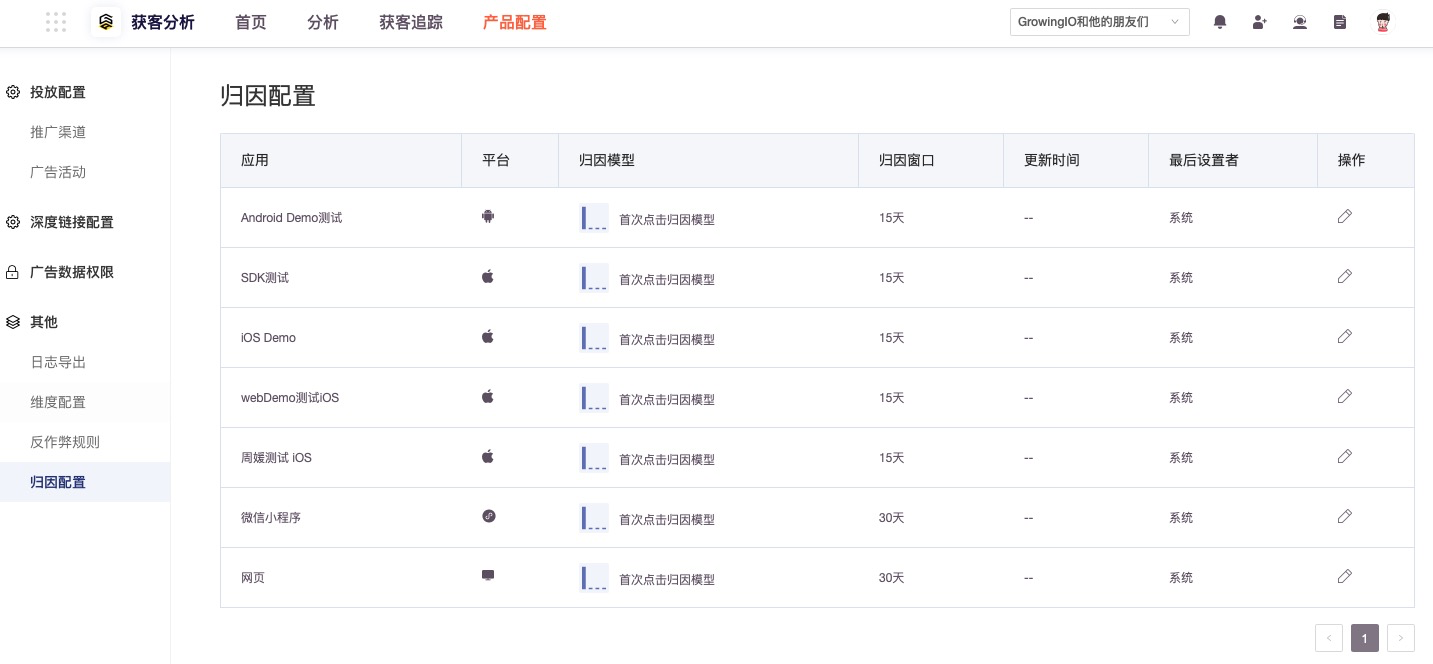 获客分析 首页 分析 获客追踪 产品配置 GrowingIO和他的朋友们
投放配置
推广渠道
广告活动
深度链接配置
广告数据权限
其他
日志导出
维度配置
反作弊规则
归因配置
归因配置
应用 平台 归因模型 归因窗口 更新时间 最后设置者 操作
Android Demo测试 首次点击归因模型 15天 -- 系统
SDK测试 首次点击归因模型 15天 -- 系统
iOS Demo 首次点击归因模型 15天 -- 系统
webDemo测试iOS 首次点击归因模型 15天 -- 系统
周媛测试 iOS 首次点击归因模型 15天 -- 系统
微信小程序 首次点击归因模型 30天 -- 系统
网页 首次点击归因模型 30天 -- 系统
< 1 >